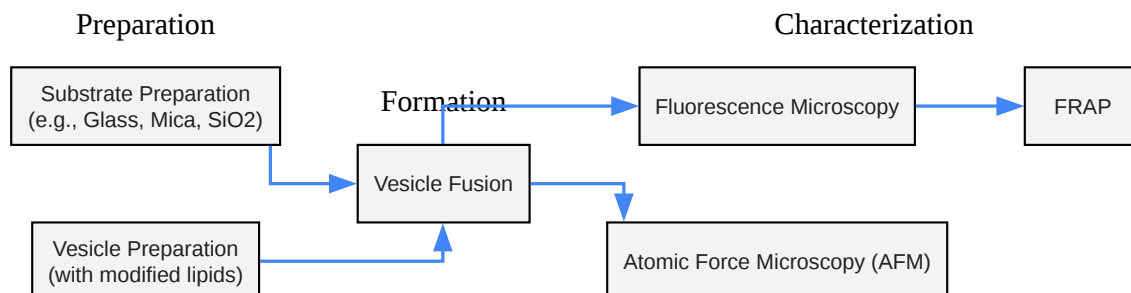 Preparation
Characterization
Substrate Preparation
(e.g., Glass, Mica, SiO2)
Formation
Fluorescence Microscopy
FRAP
Vesicle Fusion
Vesicle Preparation
(with modified lipids)
Atomic Force Microscopy (AFM)